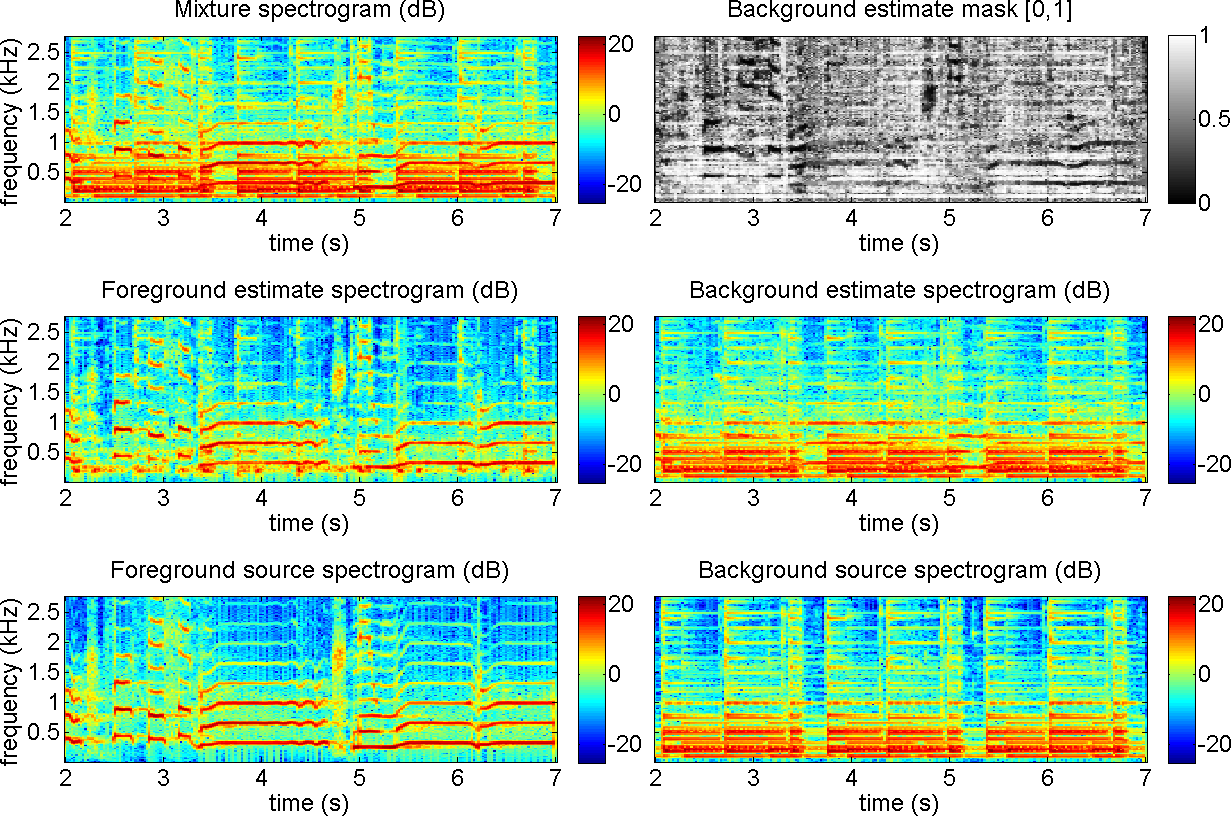 Mixture spectrogram (dB)
frequency (kHz)
2.5
2
1.5
1
0.5
2 3 4 5 6 7
time (s)
20
0
-20
Background estimate mask [0,1]
2 3 4 5 6 7
time (s)
1
0.5
0
Foreground estimate spectrogram (dB)
frequency (kHz)
2.5
2
1.5
1
0.5
2 3 4 5 6 7
time (s)
20
0
-20
Background estimate spectrogram (dB)
2 3 4 5 6 7
time (s)
20
0
-20
Foreground source spectrogram (dB)
frequency (kHz)
2.5
2
1.5
1
0.5
2 3 4 5 6 7
time (s)
20
0
-20
Background source spectrogram (dB)
2 3 4 5 6 7
time (s)
20
0
-20